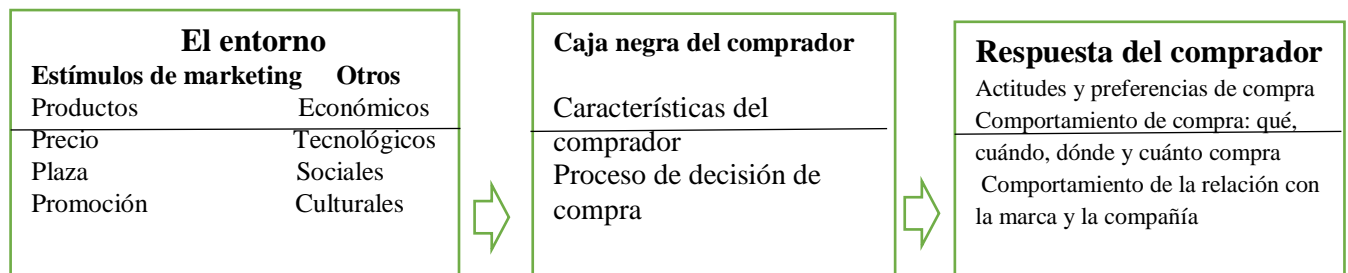 El entorno
Estímulos de marketing Otros
Productos Económicos
Precio Tecnológicos
Plaza Sociales
Promoción Culturales
Caja negra del comprador
Características del
comprador
Proceso de decisión de
compra
Respuesta del comprador
Actitudes y preferencias de compra
Comportamiento de compra: qué,
cuándo, dónde y cuánto compra
Comportamiento de la relación con
la marca y la compañía